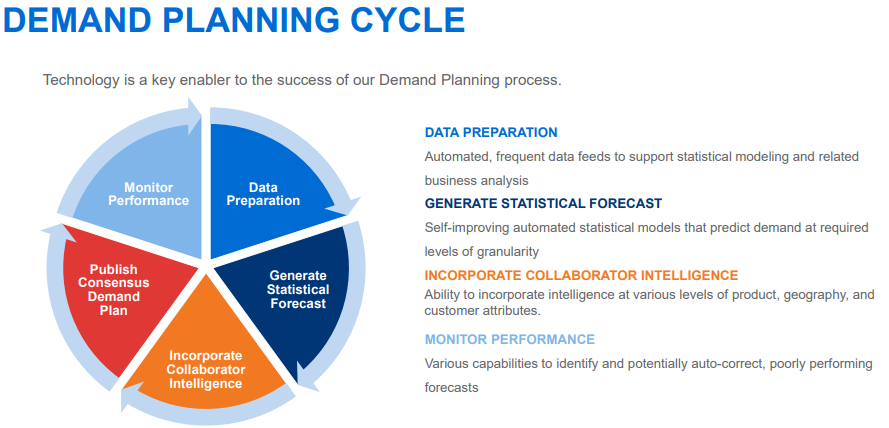 DEMAND PLANNING CYCLE
Technology is a key enabler to the success of our Demand Planning process.
Monitor
Performance
Data
Preparation
Publish
Consensus
Demand
Plan
Generate
Statistical
Forecast
Incorporate
Collaborator
Intelligence
DATA PREPARATION
Automated, frequent data feeds to support statistical modeling and related
business analysis
GENERATE STATISTICAL FORECAST
Self-improving automated statistical models that predict demand at required
levels of granularity
INCORPORATE COLLABORATOR INTELLIGENCE
Ability to incorporate intelligence at various levels of product, geography, and
customer attributes.
MONITOR PERFORMANCE
Various capabilities to identify and potentially auto-correct, poorly performing
forecasts